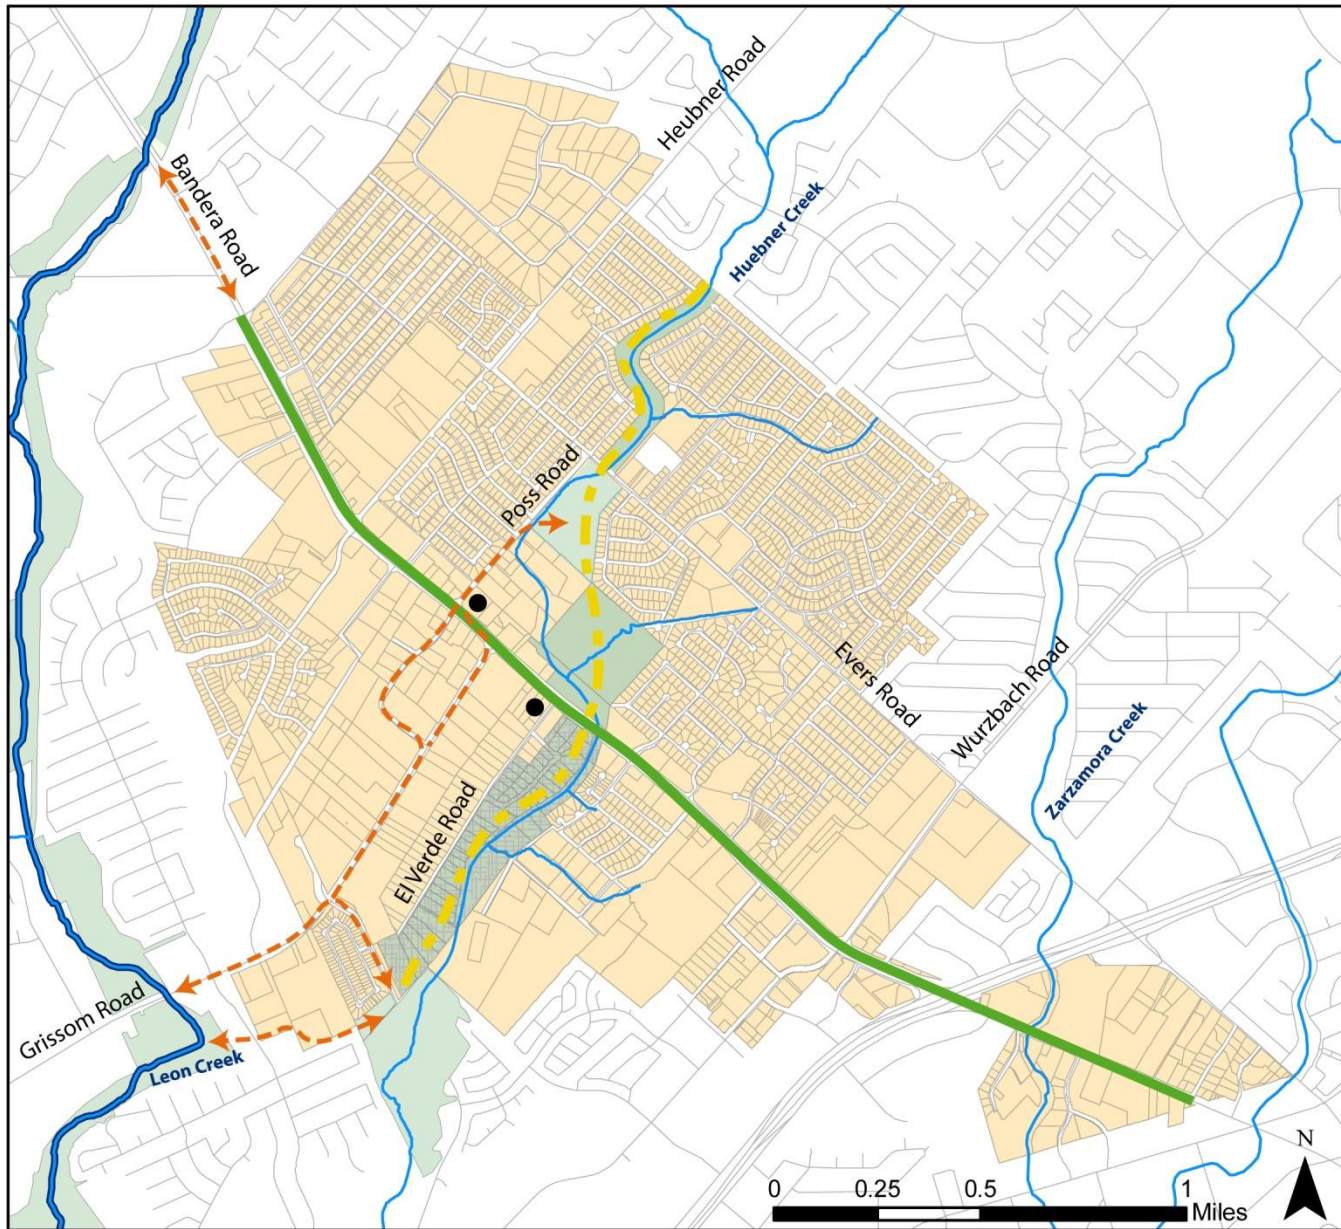 Heubner Road
Bandera Road
Huebner Creek
Poss Road
Evers Road
Wurzbach Road
Zarzamora Creek
El Verde Road
Grissom Road
Leon Creek
N
0 0.25 0.5 1
Miles